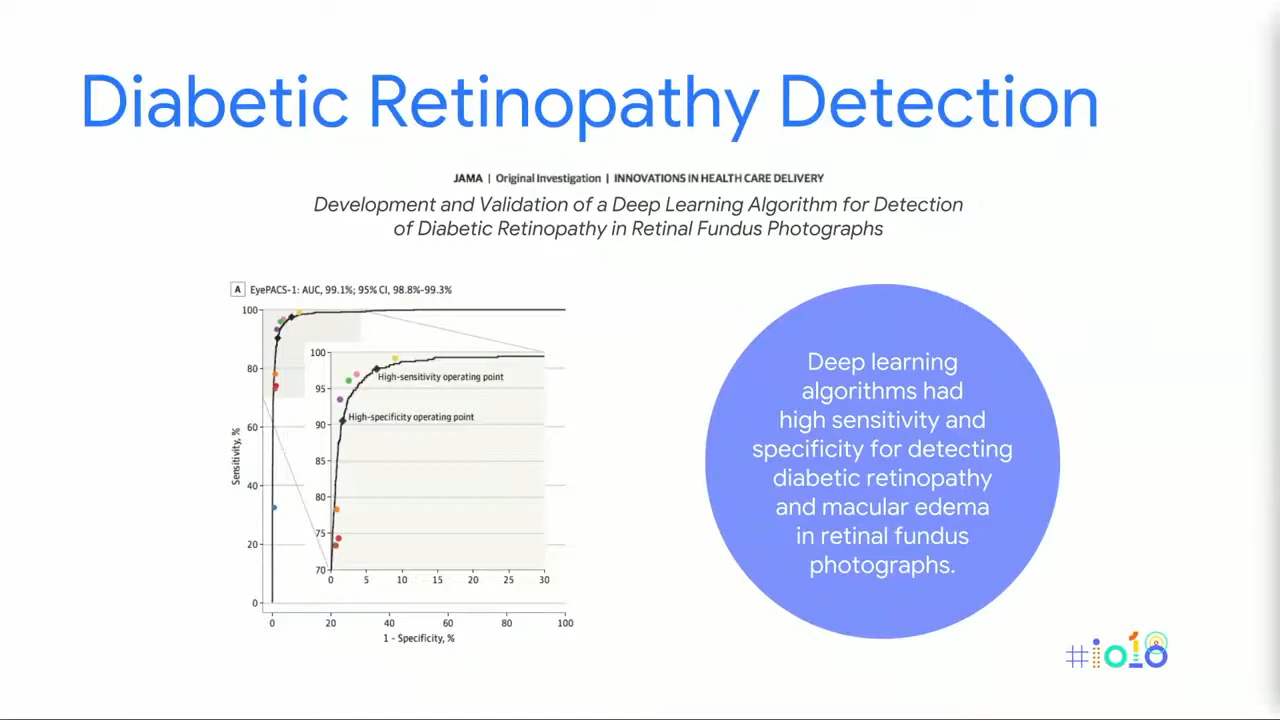 Diabetic Retinopathy Detection
JAMA | Original Investigation | INNOVATIONS IN HEALTH CARE DELIVERY
Development and Validation of a Deep Learning Algorithm for Detection
of Diabetic Retinopathy in Retinal Fundus Photographs
A EyePACS-1: AUC, 99.1%; 95% CI, 98.8%-99.3%
100
80
60
40
20
0
Sensitivity, %
0 20 40 60 80 100
1 - Specificity, %
100
95
90
85
80
75
70
0 5 10 15 20 25 30
High-sensitivity operating point
High-specificity operating point
Deep learning
algorithms had
high sensitivity and
specificity for detecting
diabetic retinopathy
and macular edema
in retinal fundus
photographs.
#io18